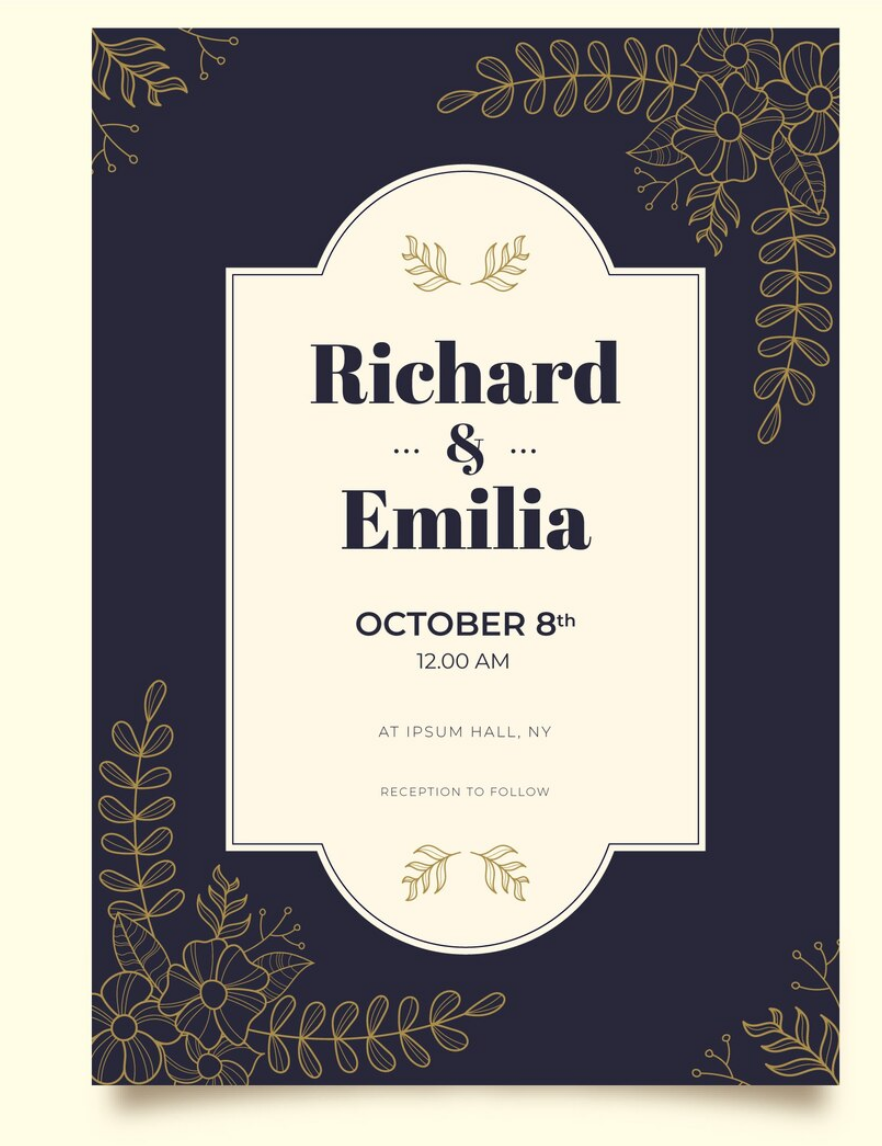 Richard
... & ...
Emilia
OCTOBER 8th
12.00 AM
AT IPSUM HALL, NY
RECEPTION TO FOLLOW